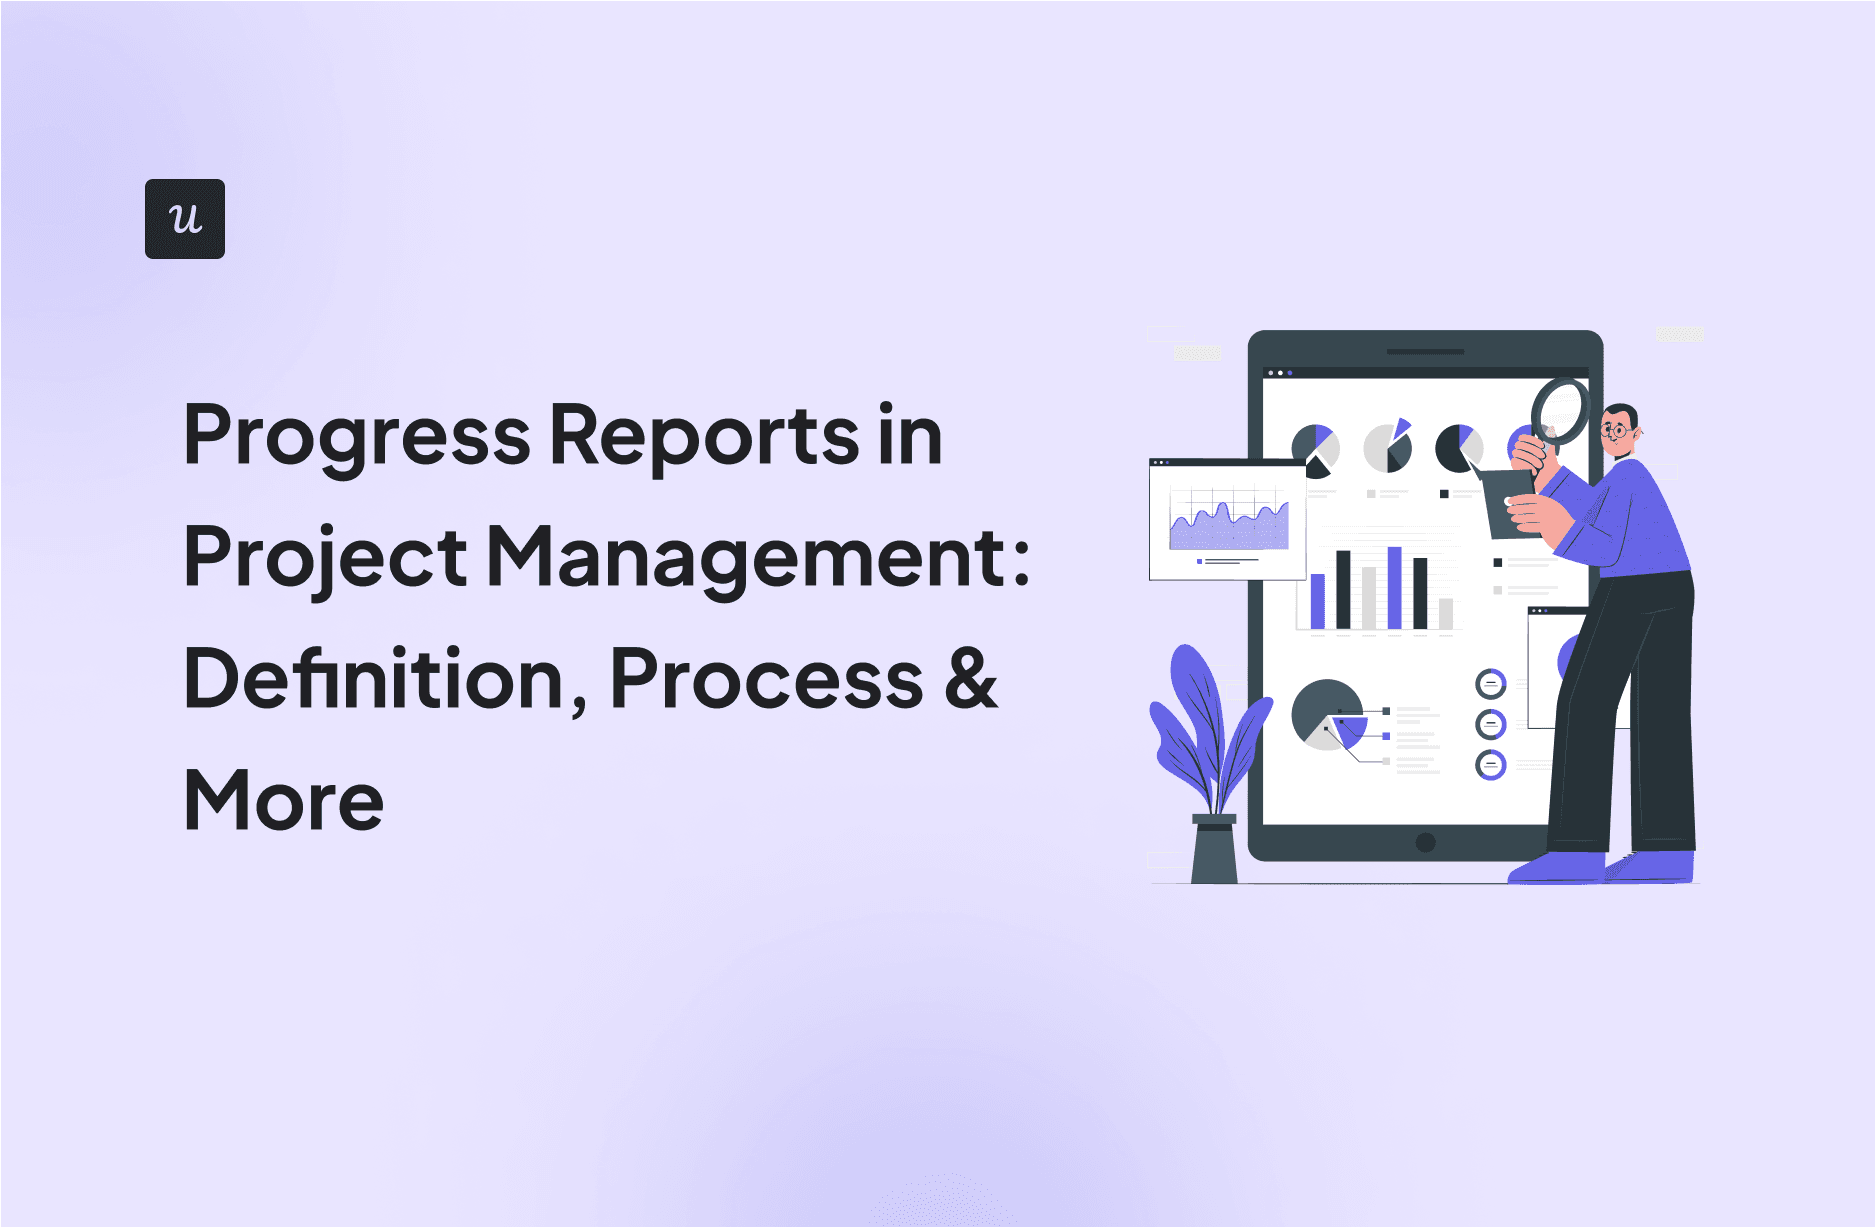 u
Progress Reports in
Project Management:
Definition, Process &
More